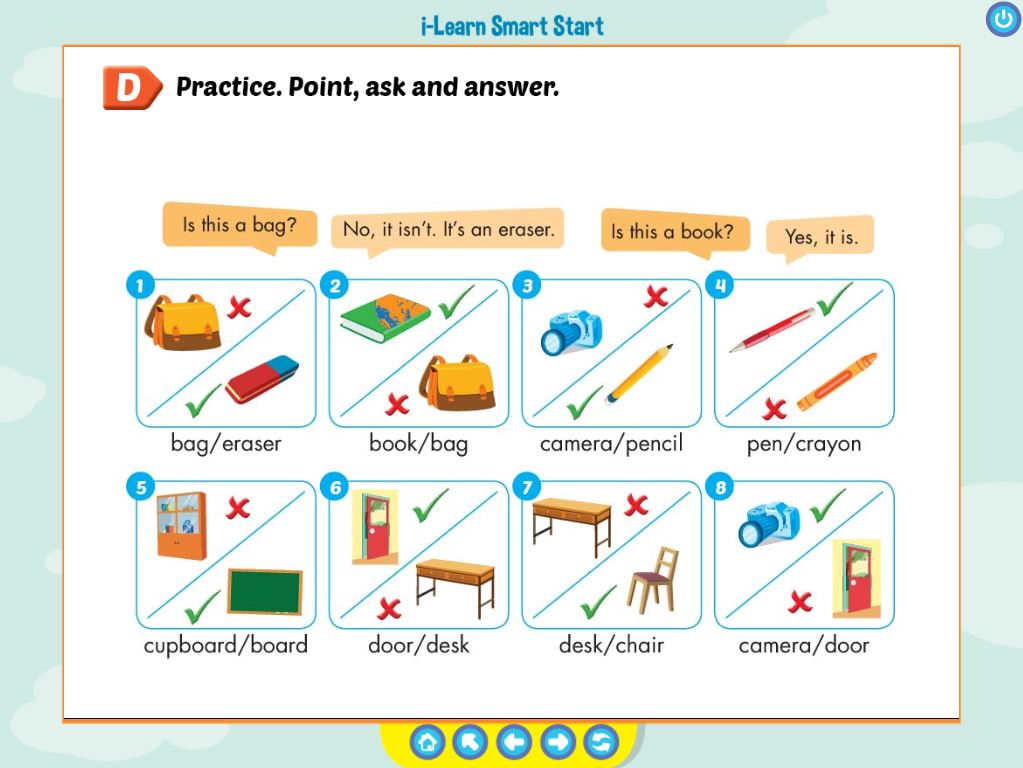 i-Learn Smart Start
D Practice. Point, ask and answer.
Is this a bag?
No, it isn't. It's an eraser.
Is this a book?
Yes, it is.
1
2
3
4
bag/eraser
book/bag
camera/pencil
pen/crayon
5
6
7
8
cupboard/board
door/desk
desk/chair
camera/door